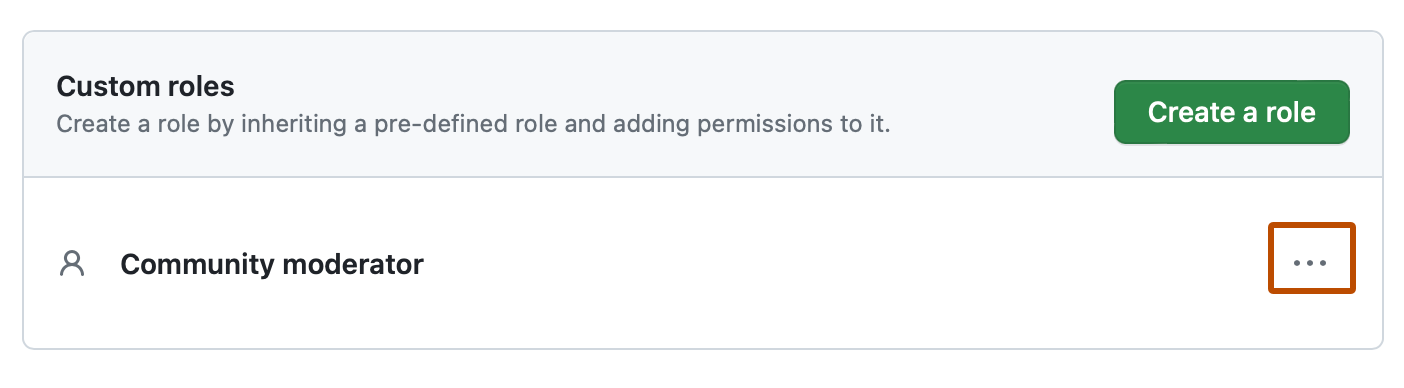 Custom roles
Create a role by inheriting a pre-defined role and adding permissions to it.
Create a role
Community moderator